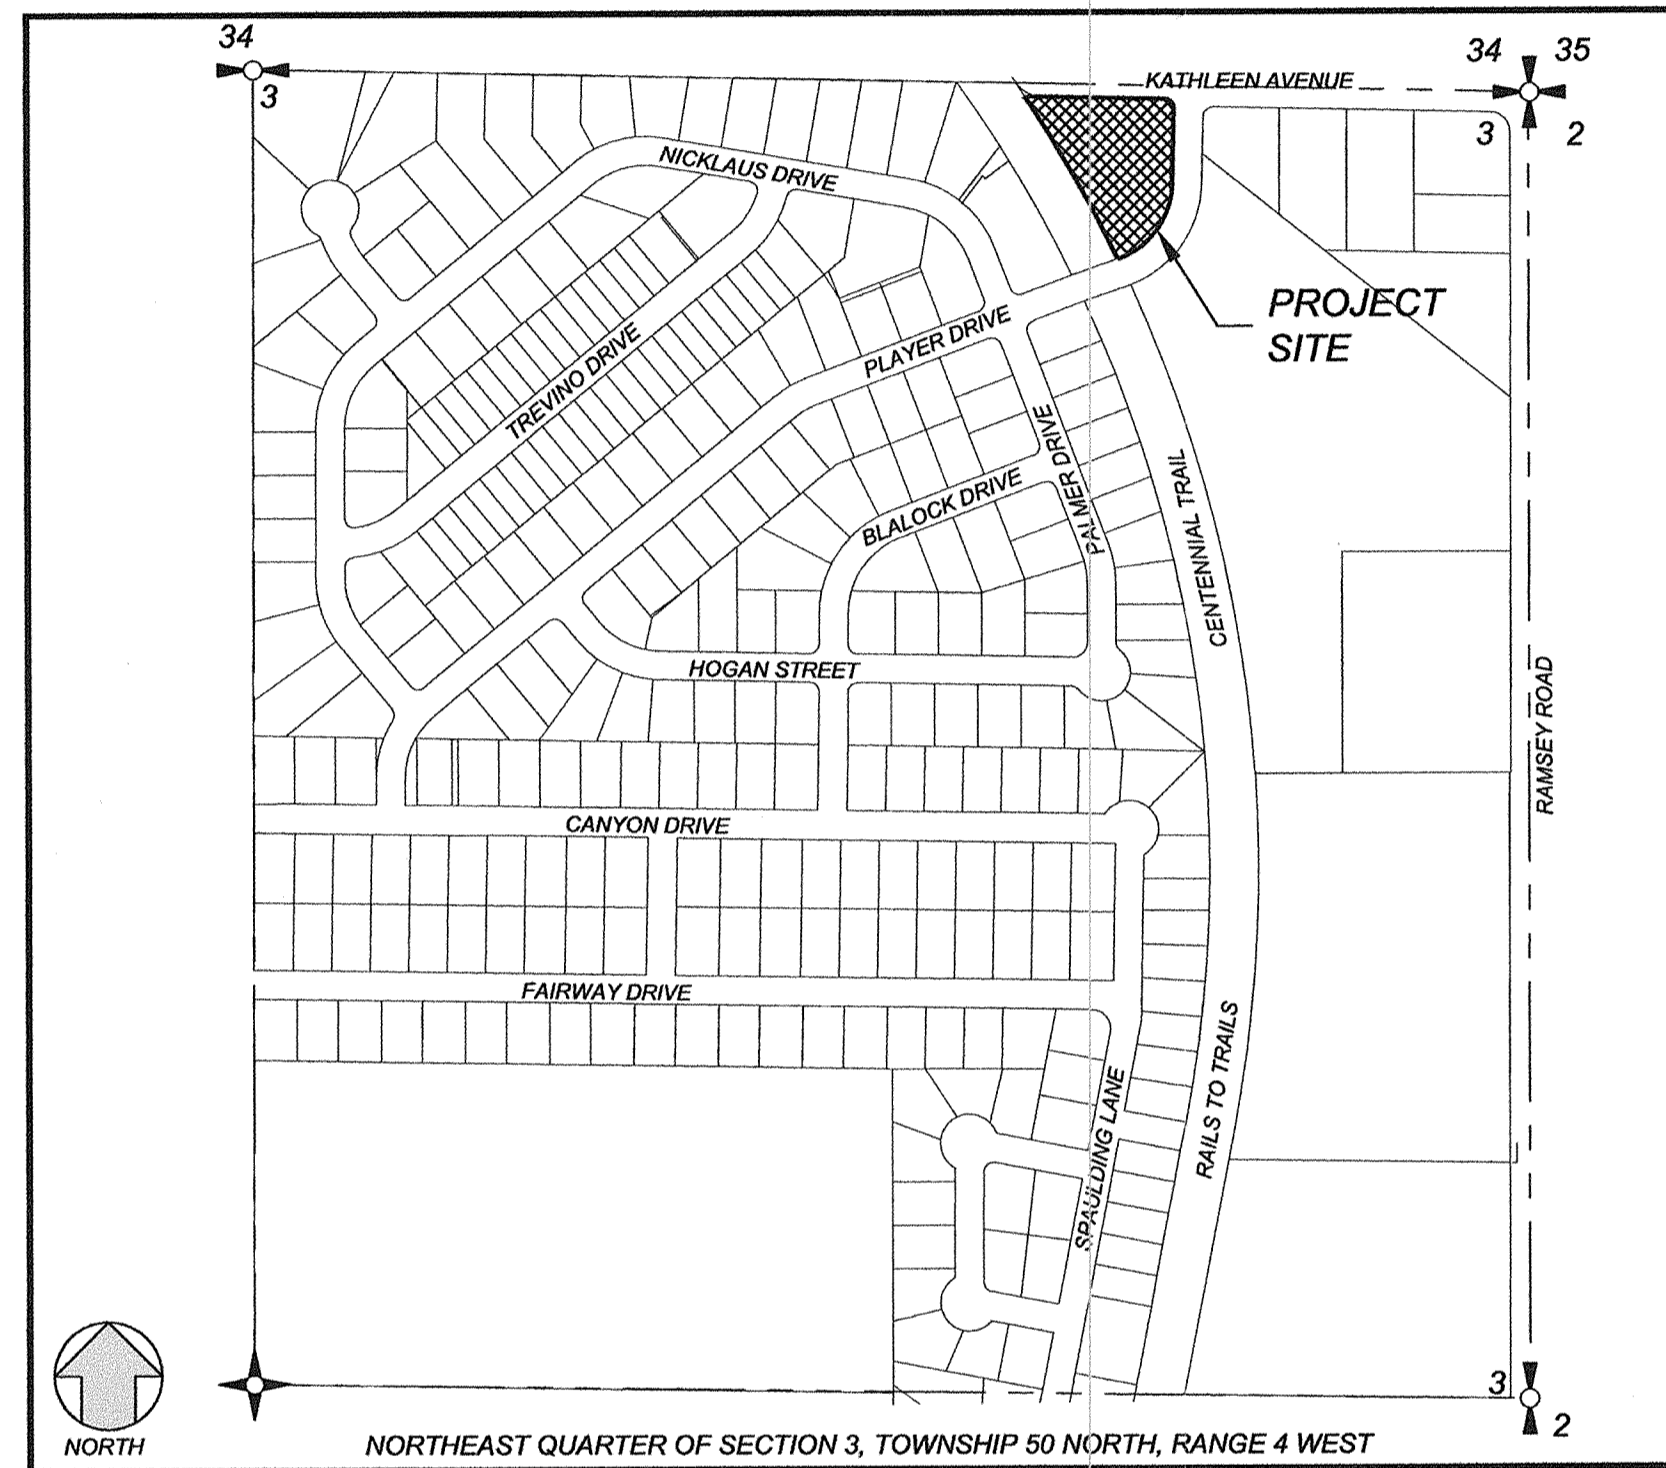 34
3
KATHLEEN AVENUE
34 35
3 2
NICKLAUS DRIVE
PROJECT
SITE
TREVINO DRIVE
PLAYER DRIVE
PALMER DRIVE
BLALOCK DRIVE
CENTENNIAL TRAIL
HOGAN STREET
RAMSEY ROAD
CANYON DRIVE
FAIRWAY DRIVE
RAILS TO TRAILS
SPAULDING LANE
3
2
NORTH
NORTHEAST QUARTER OF SECTION 3, TOWNSHIP 50 NORTH, RANGE 4 WEST